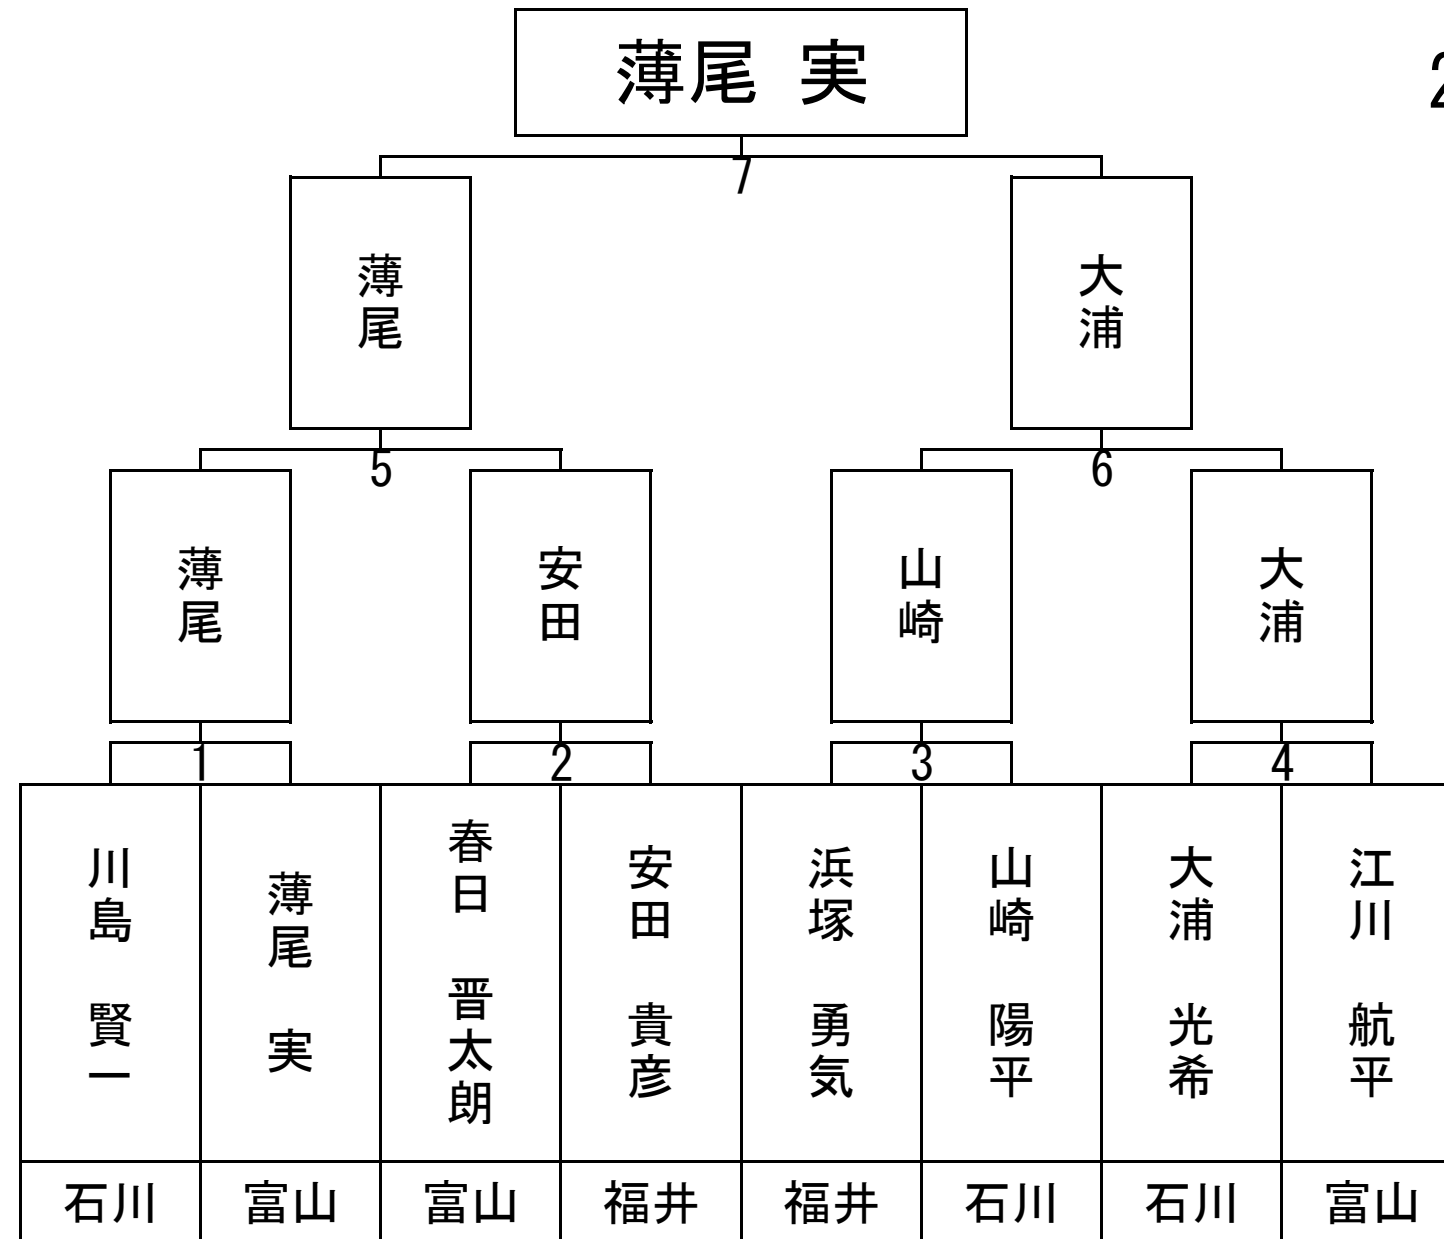 薄尾 実
2
7
薄尾
大浦
5
6
薄尾
安田
山崎
大浦
1
2
3
4
川島 賢一
薄尾 実
春日 晋太朗
安田 貴彦
浜塚 勇気
山崎 陽平
大浦 光希
江川 航平
石川
富山
富山
福井
福井
石川
石川
富山